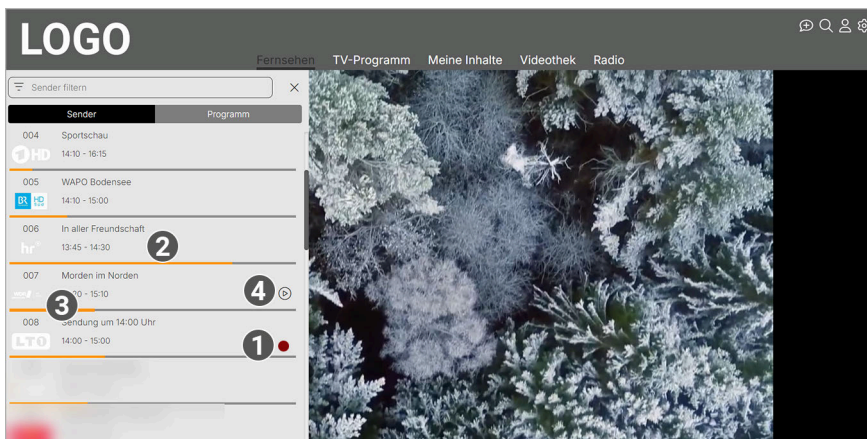 LOGO
Fernsehen TV-Programm Meine Inhalte Videothek Radio
Sender filtern
Sender Programm
004 Sportschau
HD 14:10 - 16:15
005 WAPO Bodensee
BR HD 14:10 - 15:00
006 In aller Freundschaft
2
hr 13:45 - 14:30
007 Morden im Norden
4
3 20 - 15:10
008 Sendung um 14:00 Uhr
LTO 14:00 - 15:00
1